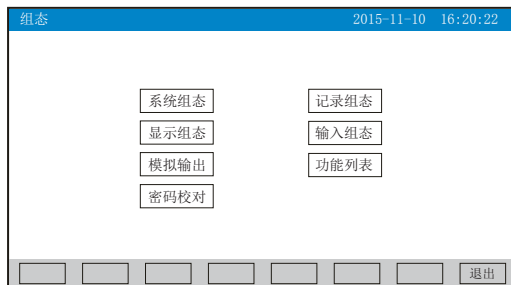 组态 2015-11-10 16:20:22
系统组态 记录组态
显示组态 输入组态
模拟输出 功能列表
密码校对
退出